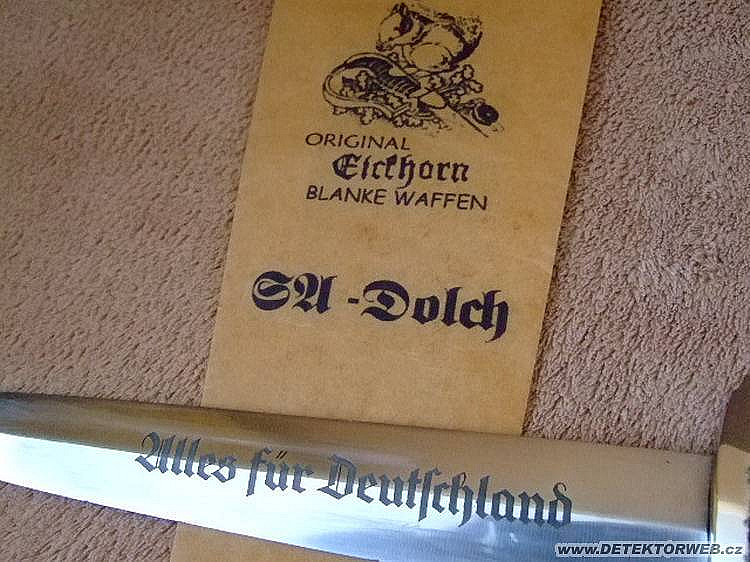 ORIGINAL
Eickhorn
BLANKE WAFFEN
SA-Dolch
Alles für Deutschland
www.DETEKTORWEB.cz